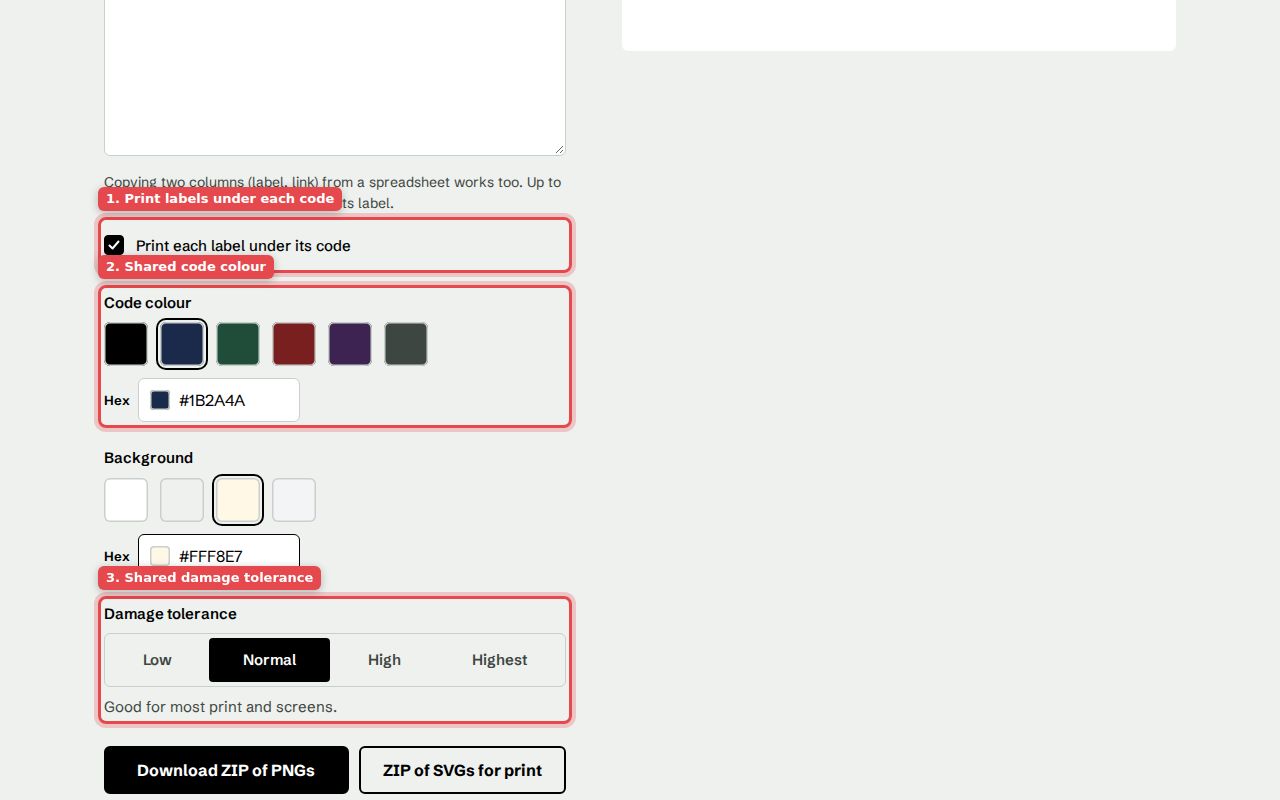 Copying two columns (label, link) from a spreadsheet works too. Up to
1. Print labels under each code
ts label.
Print each label under its code
2. Shared code colour
Code colour
Hex #1B2A4A
Background
Hex #FFF8E7
3. Shared damage tolerance
Damage tolerance
Low Normal High Highest
Good for most print and screens.
Download ZIP of PNGs ZIP of SVGs for print